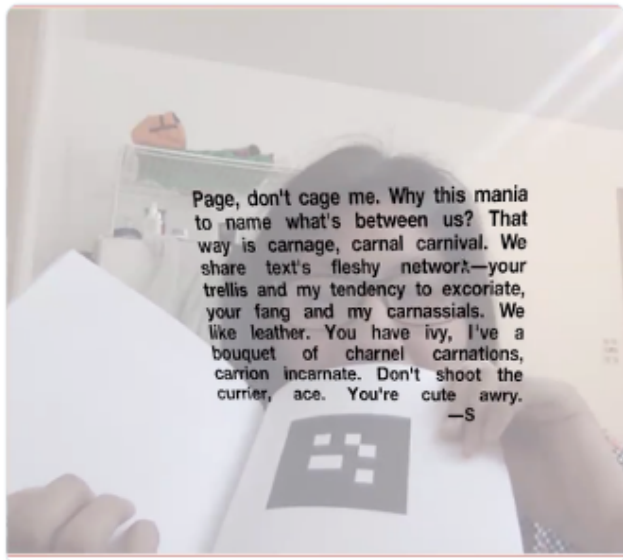 Page, don't cage me. Why this mania
to name what's between us? That
way is carnage, carnal carnival. We
share text's fleshy network—your
trellis and my tendency to excoriate,
your fang and my carnassials. We
like leather. You have ivy, I've a
bouquet of charnel carnations,
carrion incarnate. Don't shoot the
currier, ace. You're cute awry.
—S